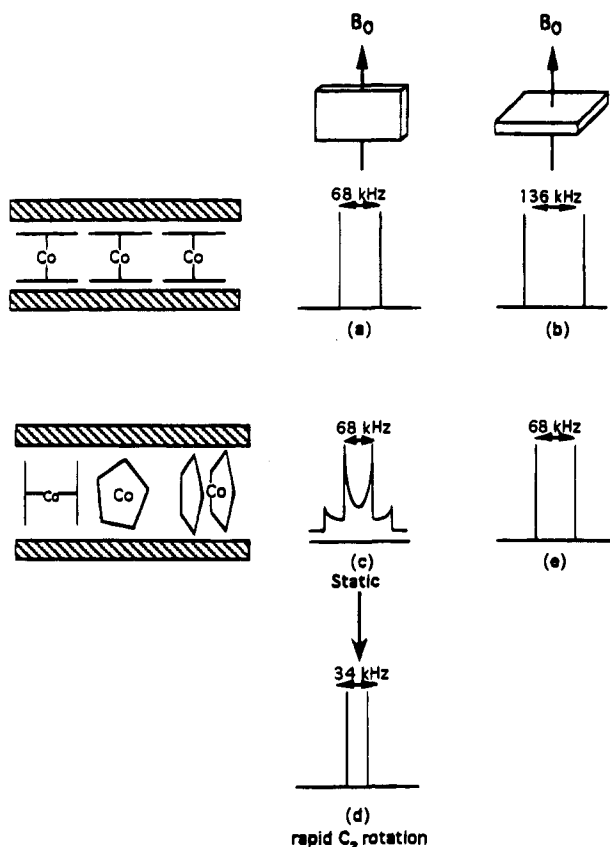 B₀ B₀
68 kHz 136 kHz
Co Co Co
(a) (b)
68 kHz 68 kHz
Co Co Co
(c) (e)
Static
34 kHz
(d)
rapid C₂ rotation